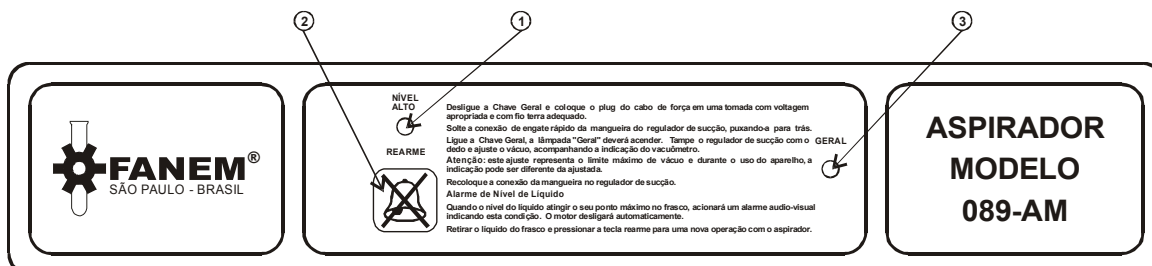 2
1
3
FANEM®
SÃO PAULO - BRASIL
NÍVEL
ALTO
REARME
Desligue a Chave Geral e coloque o plug do cabo de força em uma tomada com voltagem
apropriada e com fio terra adequado.
Solte a conexão de engate rápido da mangueira do regulador de sucção, puxando-a para trás.
Ligue a Chave Geral, a lâmpada "Geral" deverá acender. Tampe o regulador de sucção com o
dedo e ajuste o vácuo, acompanhando a indicação do vacuômetro.
Atenção: este ajuste representa o limite máximo de vácuo e durante o uso do aparelho, a
indicação pode ser diferente da ajustada.
Recoloque a conexão da mangueira no regulador de sucção.
Alarme de Nível de Líquido
Quando o nível do líquido atingir o seu ponto máximo no frasco, acionará um alarme audio-visual
indicando esta condição. O motor desligará automaticamente.
Retirar o líquido do frasco e pressionar a tecla rearme para uma nova operação com o aspirador.
GERAL
ASPIRADOR
MODELO
089-AM